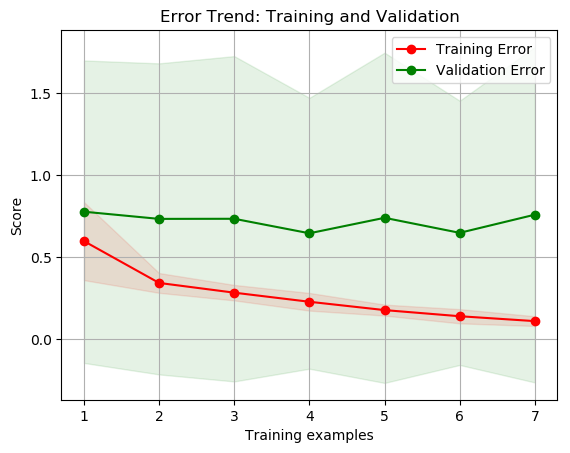 Error Trend: Training and Validation
Training Error
Validation Error
1.5
1.0
0.5
0.0
Score
1 2 3 4 5 6 7
Training examples